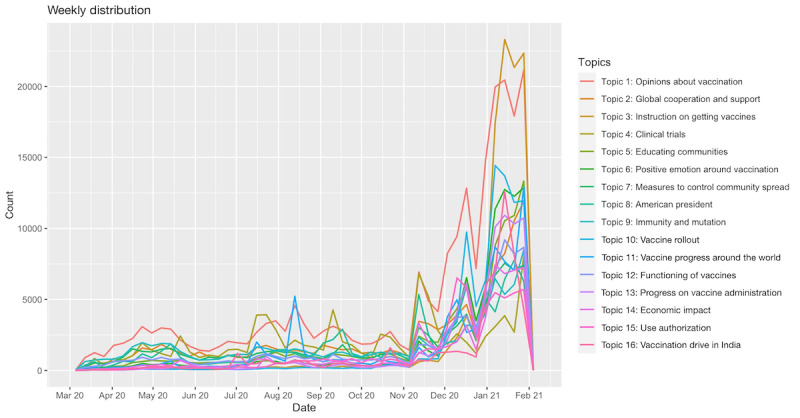 Weekly distribution
Count
20000
15000
10000
5000
0
Mar 20 Apr 20 May 20 Jun 20 Jul 20 Aug 20 Sep 20 Oct 20 Nov 20 Dec 20 Jan 21 Feb 21
Date
Topics
Topic 1: Opinions about vaccination
Topic 2: Global cooperation and support
Topic 3: Instruction on getting vaccines
Topic 4: Clinical trials
Topic 5: Educating communities
Topic 6: Positive emotion around vaccination
Topic 7: Measures to control community spread
Topic 8: American president
Topic 9: Immunity and mutation
Topic 10: Vaccine rollout
Topic 11: Vaccine progress around the world
Topic 12: Functioning of vaccines
Topic 13: Progress on vaccine administration
Topic 14: Economic impact
Topic 15: Use authorization
Topic 16: Vaccination drive in India